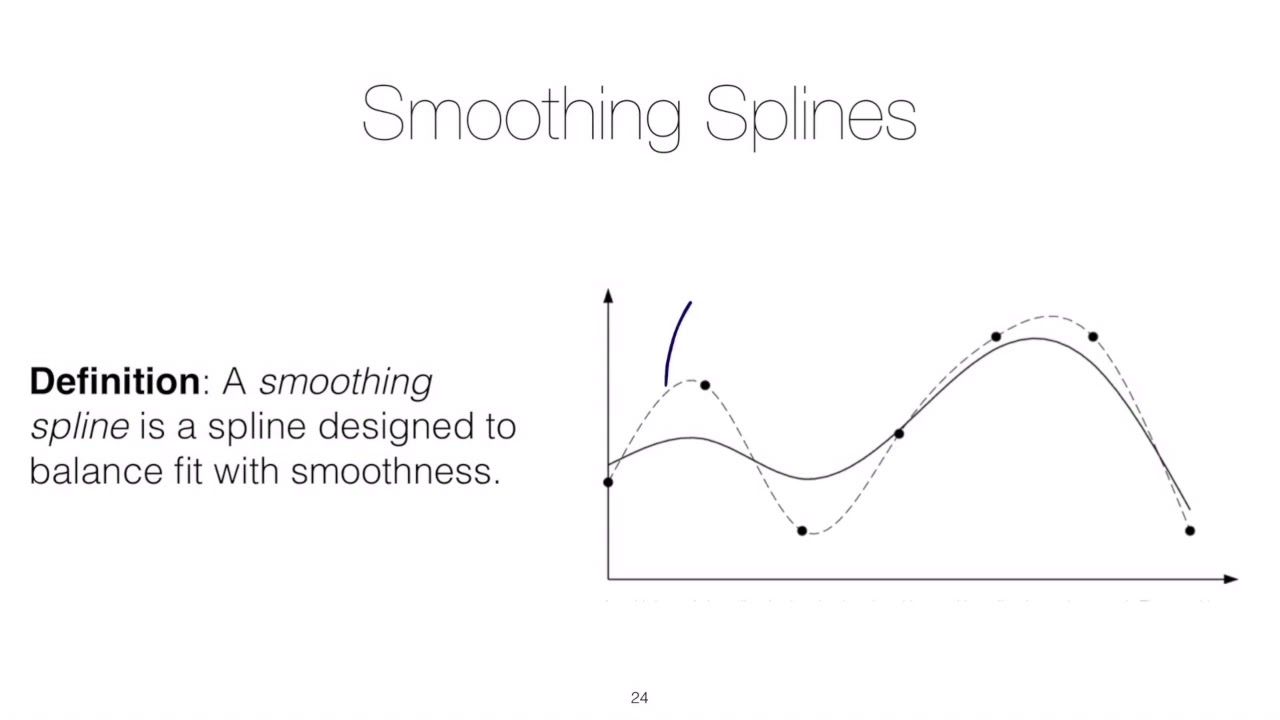 Smoothing Splines
Definition: A smoothing
spline is a spline designed to
balance fit with smoothness.
24